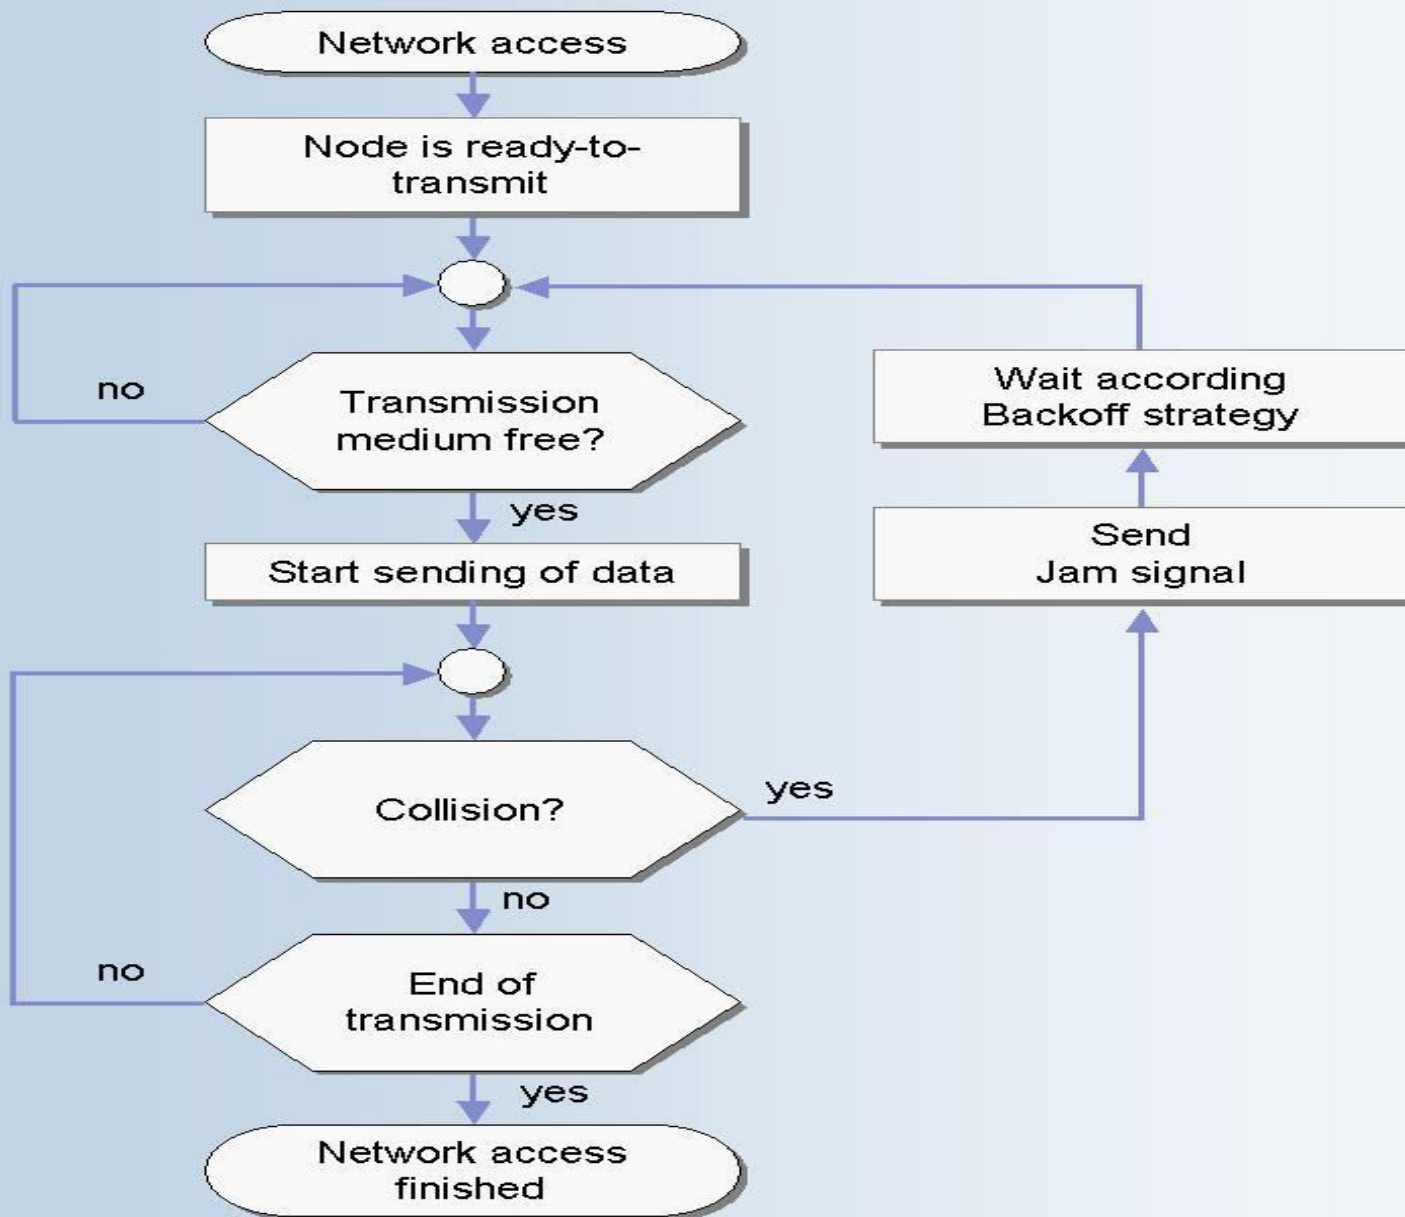 Network access
Node is ready-to-
transmit
no
Transmission
medium free?
yes
Wait according
Backoff strategy
Send
Jam signal
Start sending of data
Collision?
yes
no
no
End of
transmission
yes
Network access
finished